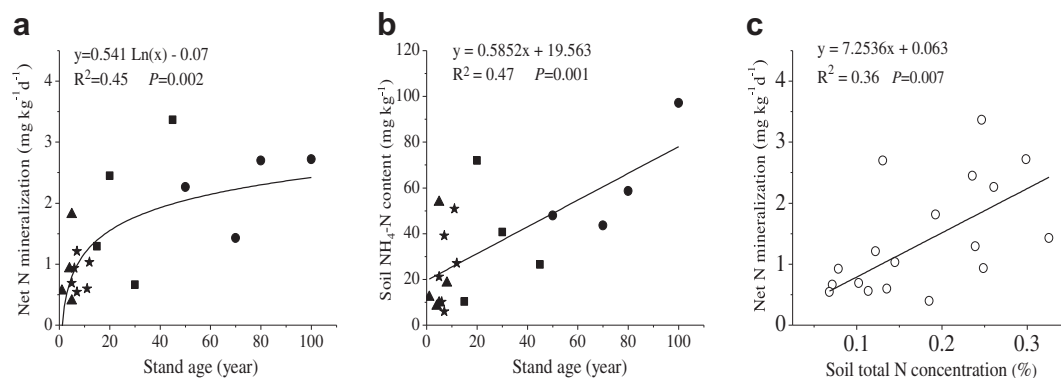 a
y=0.541 Ln(x) - 0.07
R²=0.45 P=0.002
Net N mineralization (mg kg⁻¹d⁻¹)
4
3
2
1
0
0 20 40 60 80 100
Stand age (year)
b
y = 0.5852x + 19.563
R² = 0.47 P=0.001
Soil NH₄-N content (mg kg⁻¹)
120
100
80
60
40
20
0
0 20 40 60 80 100
Stand age (year)
c
y = 7.2536x + 0.063
R² = 0.36 P=0.007
Net N mineralization (mg kg⁻¹d⁻¹)
4
3
2
1
0
0.1 0.2 0.3
Soil total N concentration (%)